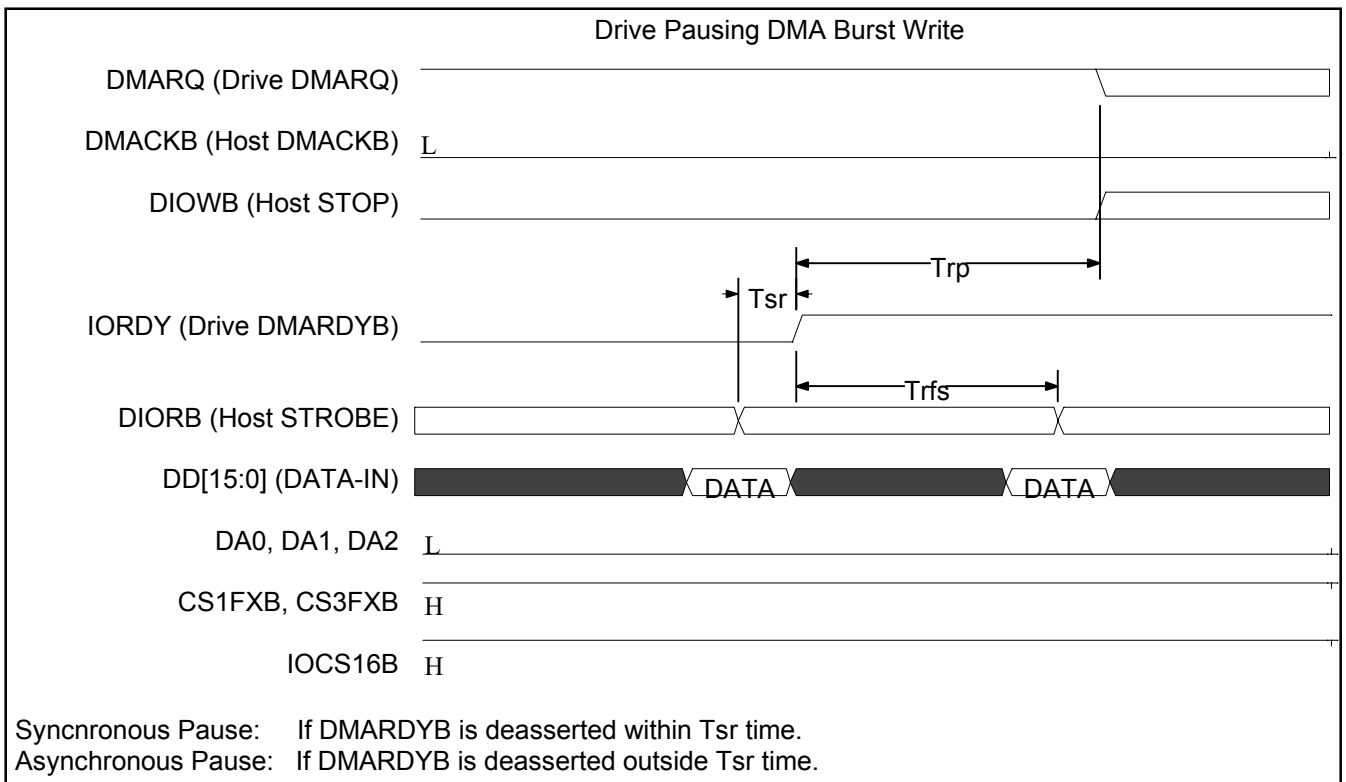 Drive Pausing DMA Burst Write
DMARQ (Drive DMARQ)
DMACKB (Host DMACKB) L
DIOWB (Host STOP)
Trp
Tsr
IORDY (Drive DMARDYB)
Trfs
DIORB (Host STROBE)
DD[15:0] (DATA-IN) DATA DATA
DA0, DA1, DA2 L
CS1FXB, CS3FXB H
IOCS16B H
Syncnronous Pause: If DMARDYB is deasserted within Tsr time.
Asynchronous Pause: If DMARDYB is deasserted outside Tsr time.